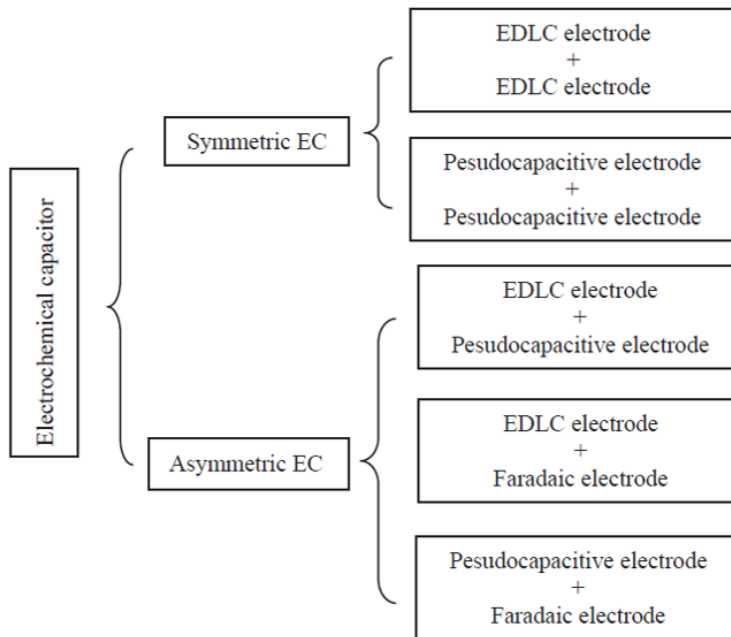 Electrochemical capacitor
Symmetric EC
EDLC electrode
+
EDLC electrode
Pesudocapacitive electrode
+
Pesudocapacitive electrode
Asymmetric EC
EDLC electrode
+
Pesudocapacitive electrode
EDLC electrode
+
Faradaic electrode
Pesudocapacitive electrode
+
Faradaic electrode